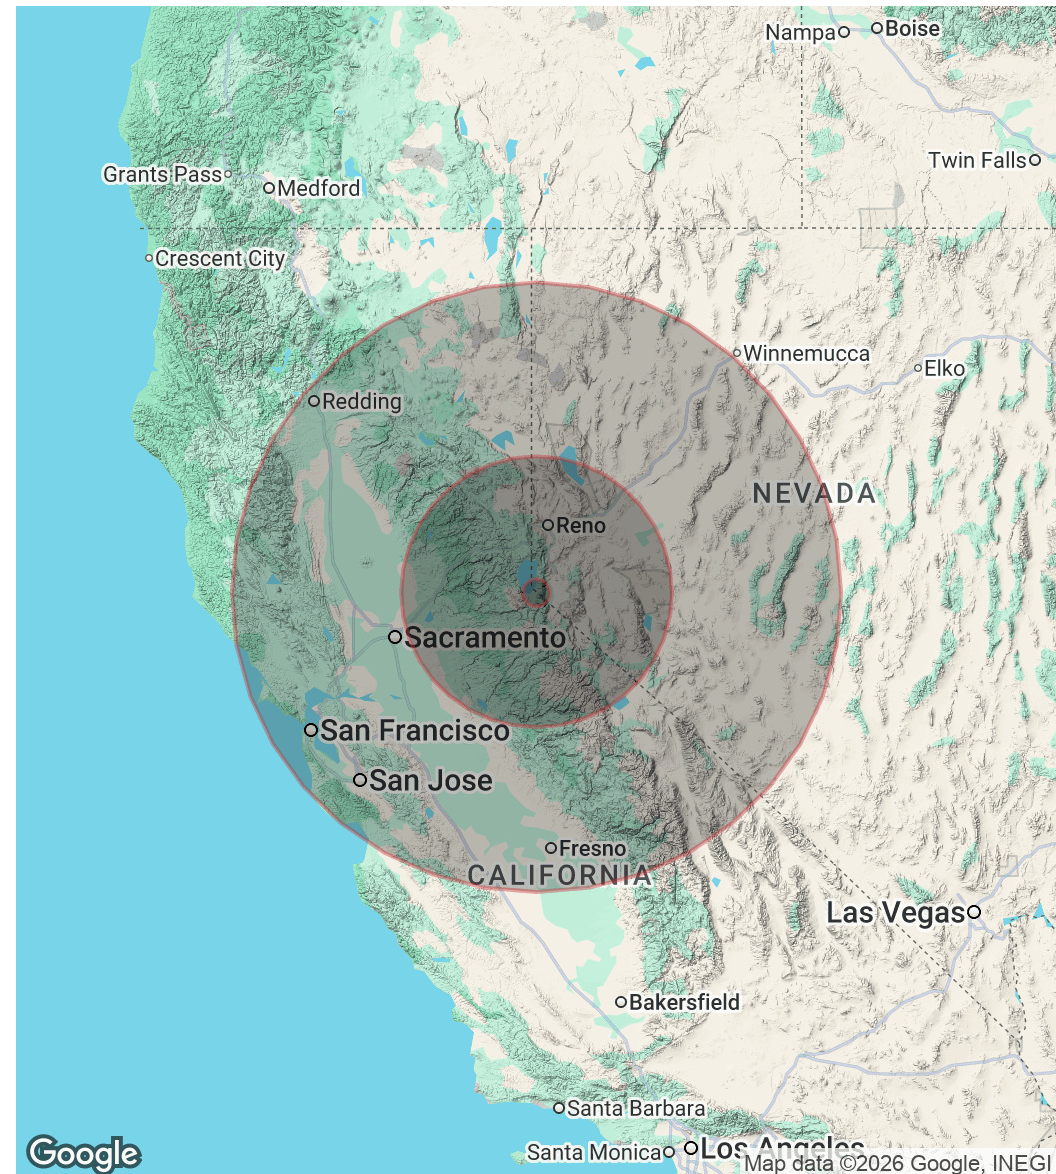 Nampa
Boise
Twin Falls
Grants Pass
Medford
Crescent City
Winnemucca
Elko
Redding
NEVADA
Reno
Sacramento
San Francisco
San Jose
Fresno
CALIFORNIA
Las Vegas
Bakersfield
Santa Barbara
Santa Monica
Los Angeles
Google
Map data ©2026 Google, INEGI